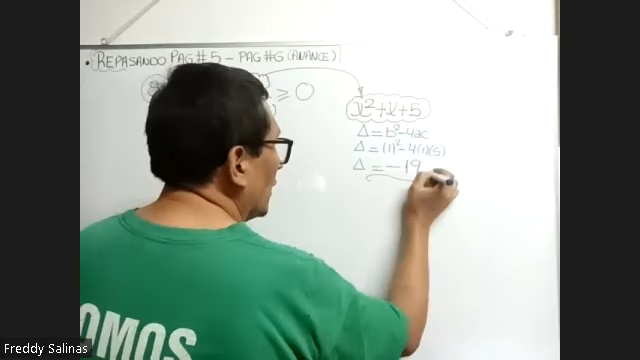 • REPASANDO PAG#5 - PAG#6 (AVANCE)
≥ 0
x²+x+5
Δ = b²-4ac
Δ = (1)²-4(1)(5)
Δ = -19
OMOS
Freddy Salinas